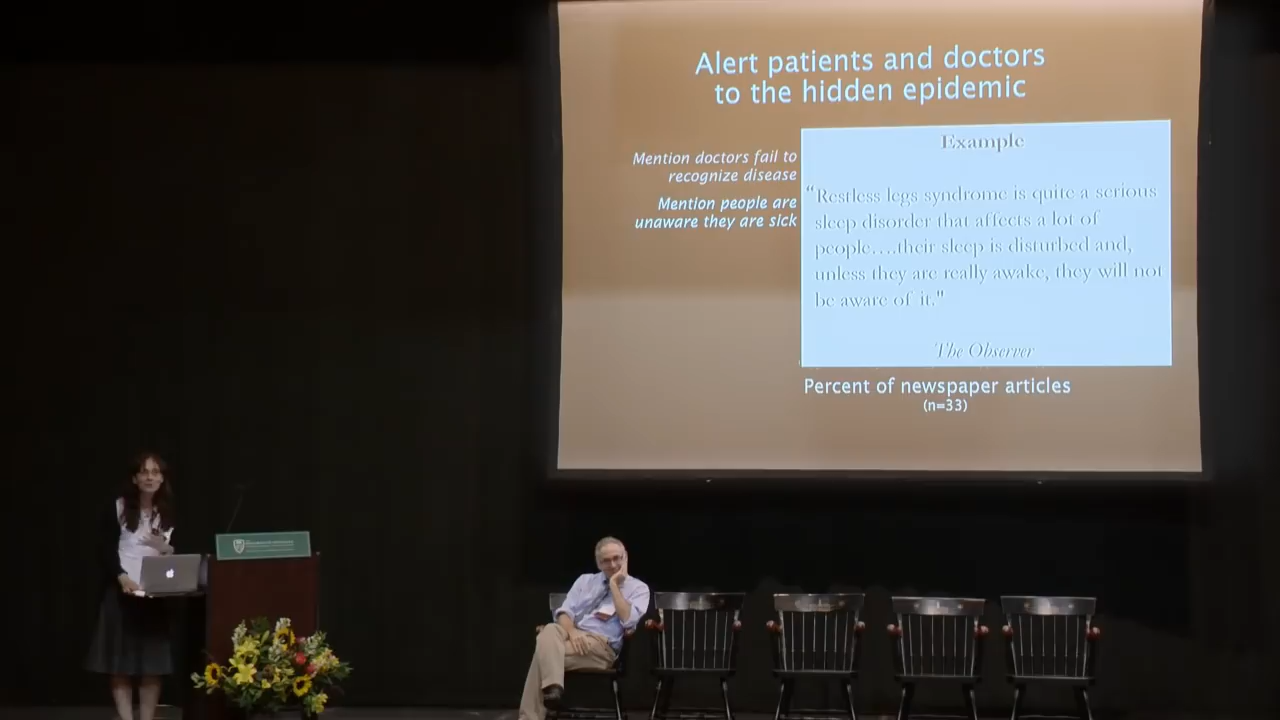 Alert patients and doctors
to the hidden epidemic
Mention doctors fail to
recognize disease
Mention people are
unaware they are sick
Example
“Restless legs syndrome is quite a serious
sleep disorder that affects a lot of
people....their sleep is disturbed and,
unless they are really awake, they will not
be aware of it."
The Observer
Percent of newspaper articles
(n=33)